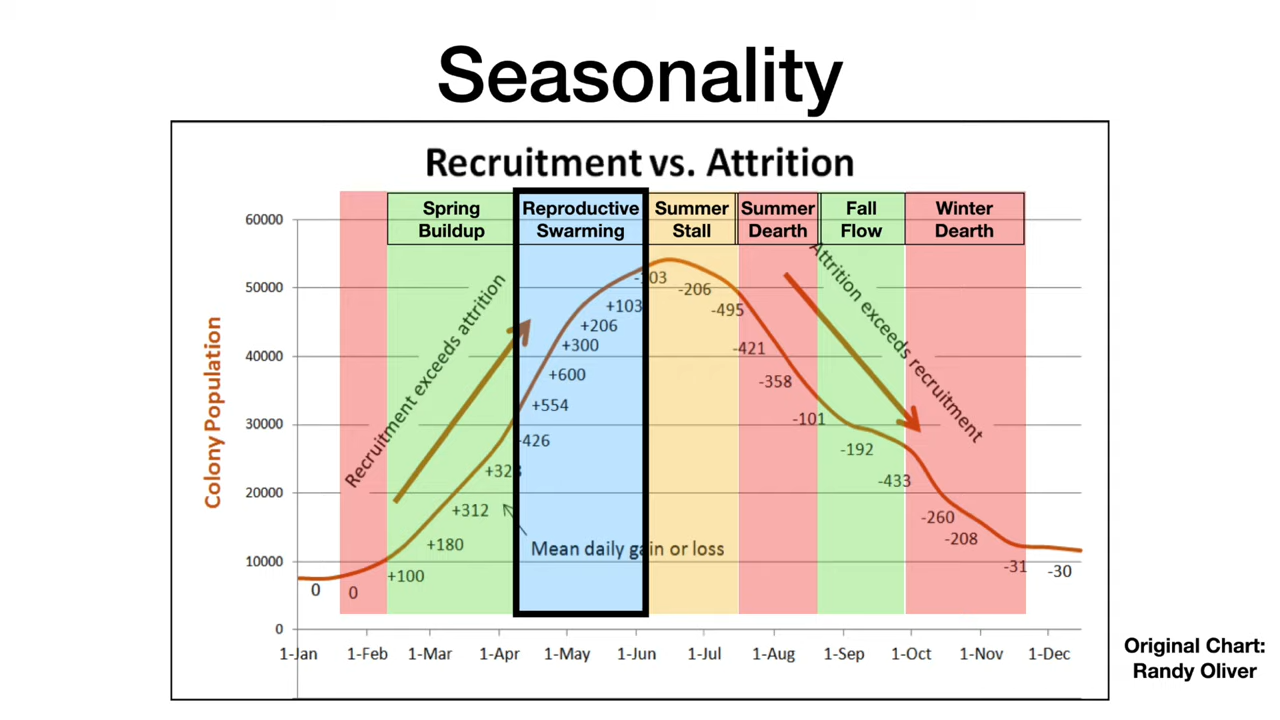 Seasonality
Recruitment vs. Attrition
Spring
Buildup
Reproductive
Swarming
Summer
Stall
Summer
Dearth
Fall
Flow
Winter
Dearth
Colony Population
60000
50000
40000
30000
20000
10000
0
Recruitment exceeds attrition
Attrition exceeds recruitment
0
0
+100
+180
+312
+323
-426
+554
+600
+300
+206
+103
-103
-206
-495
-421
-358
-101
-192
-433
-260
-208
-31
-30
Mean daily gain or loss
1-Jan
1-Feb
1-Mar
1-Apr
1-May
1-Jun
1-Jul
1-Aug
1-Sep
1-Oct
1-Nov
1-Dec
Original Chart:
Randy Oliver